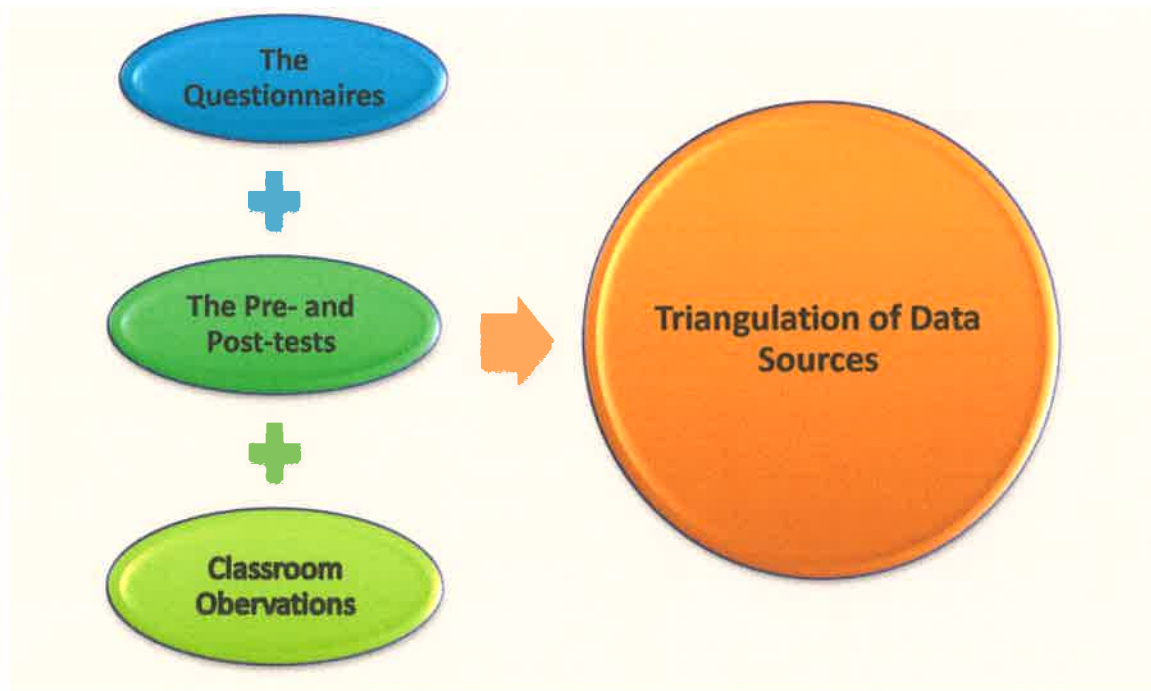 The
Questionnaires
The Pre- and
Post-tests
Classroom
Obervations
Triangulation of Data
Sources